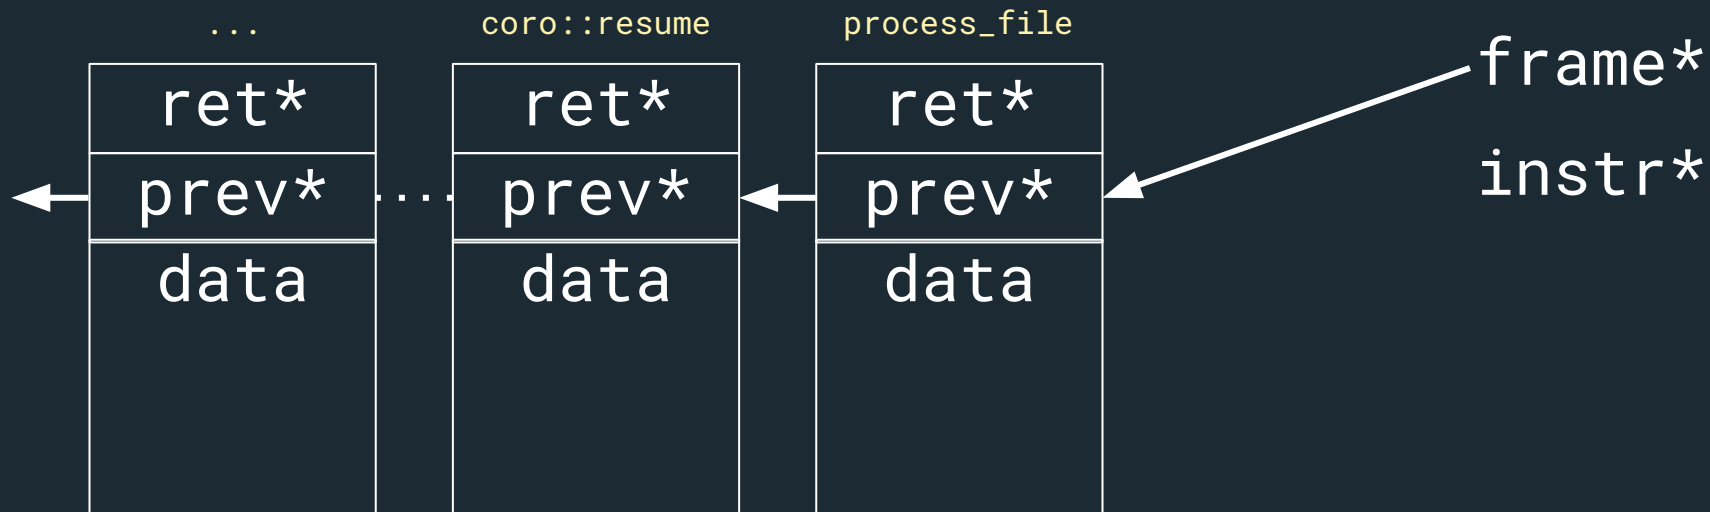 ... coro::resume process_file
ret* ret* ret* frame*
prev* prev* prev* instr*
data data data